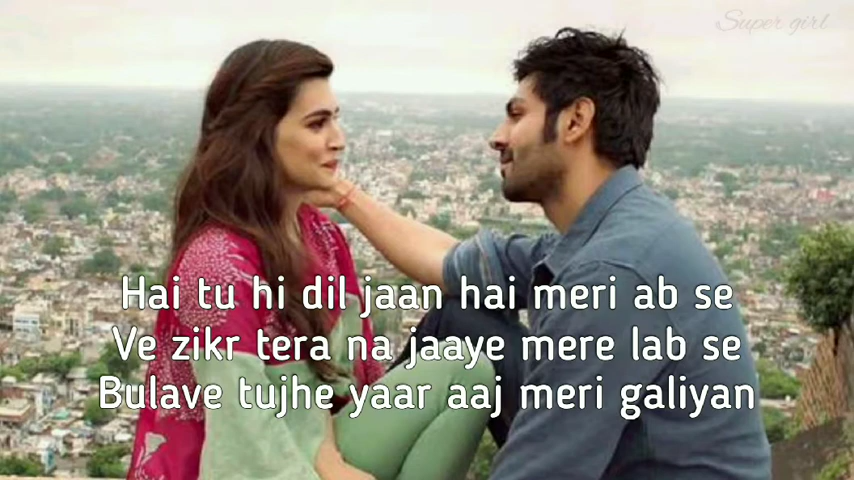 Super girl
Hai tu hi dil jaan hai meri ab se
Ve zikr tera na jaaye mere lab se
Bulave tujhe yaar aaj meri galiyan